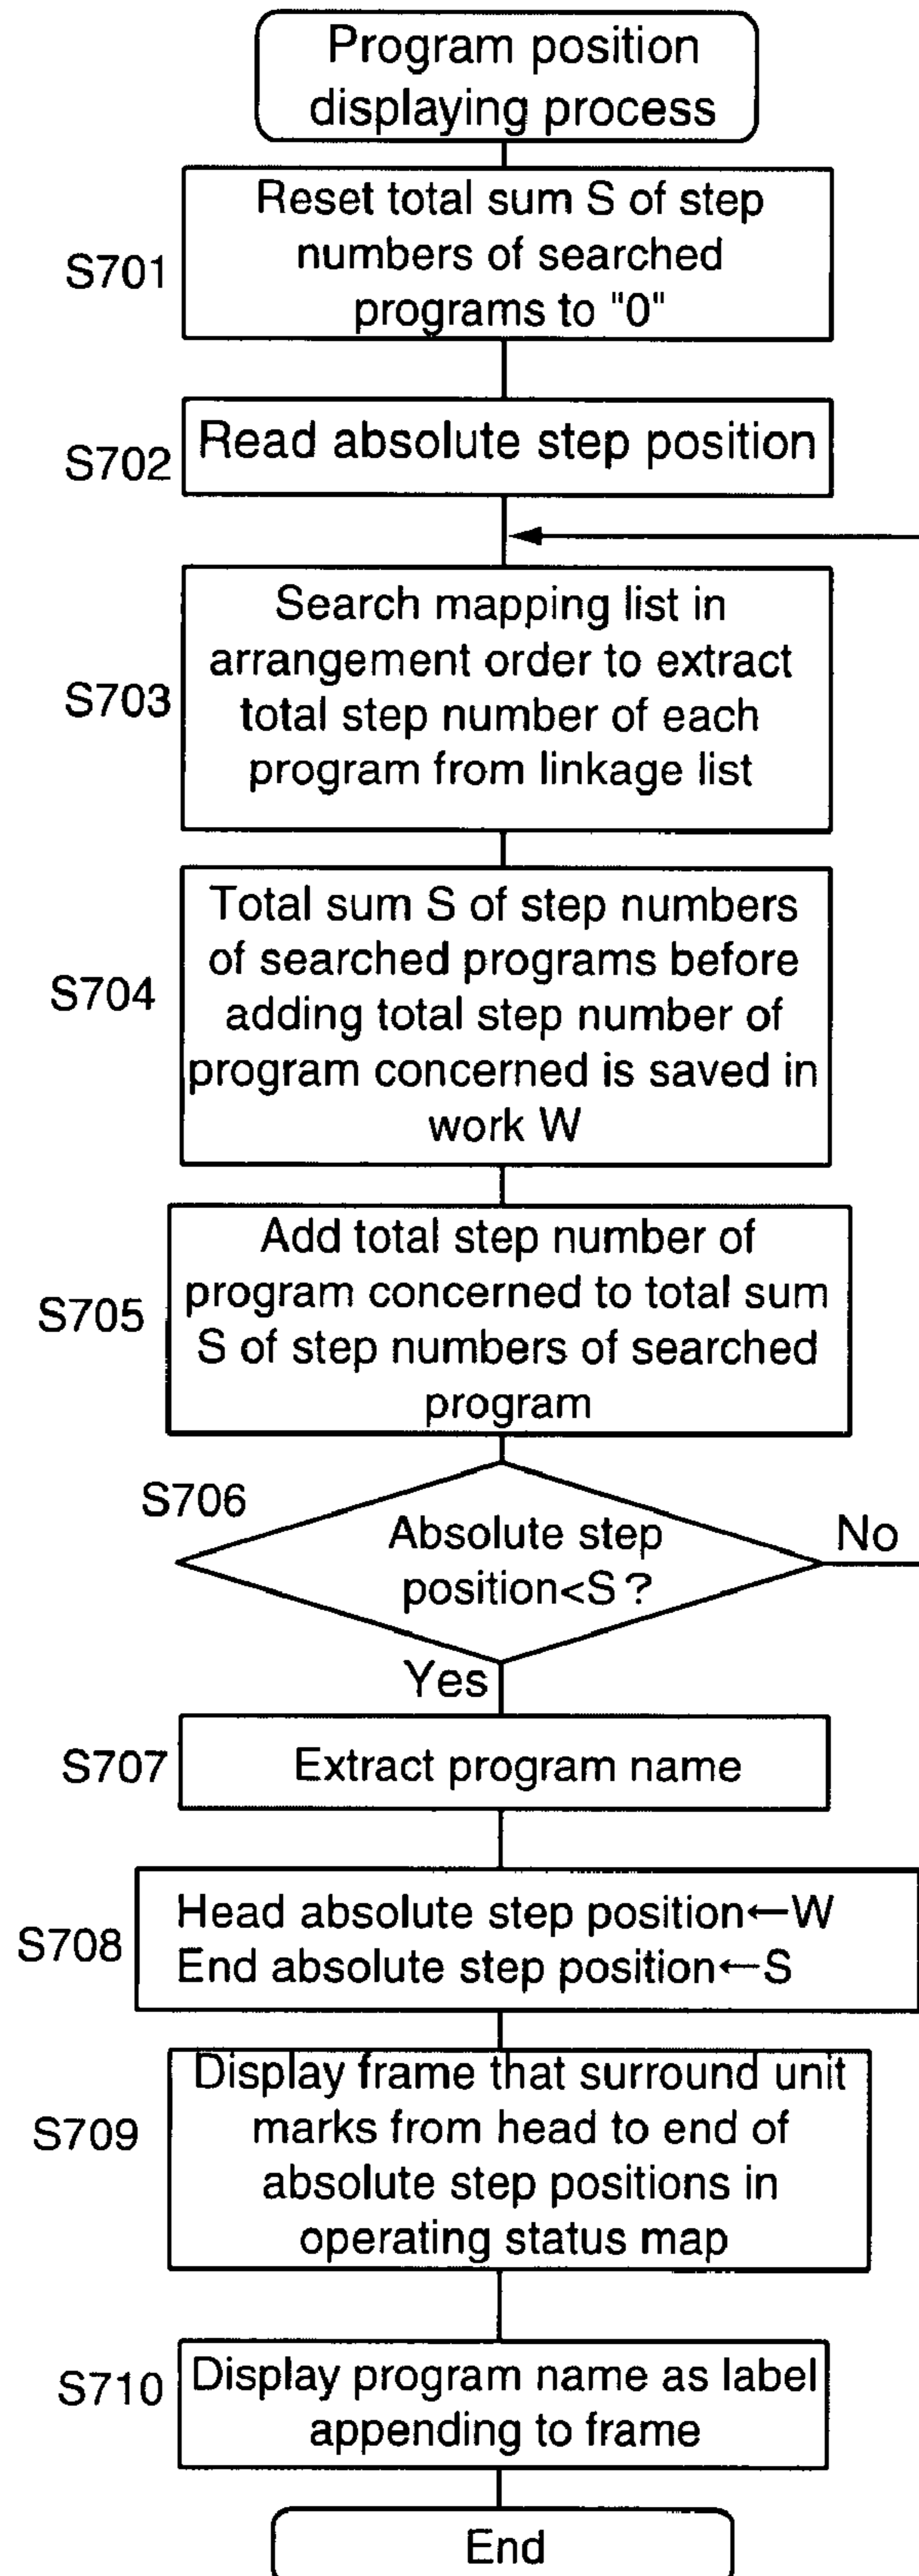 Program position
displaying process
S701
Reset total sum S of step
numbers of searched
programs to "0"
S702
Read absolute step position
S703
Search mapping list in
arrangement order to extract
total step number of each
program from linkage list
S704
Total sum S of step numbers
of searched programs before
adding total step number of
program concerned is saved in
work W
S705
Add total step number of
program concerned to total sum
S of step numbers of searched
program
S706
Absolute step
position<S?
No
Yes
S707
Extract program name
S708
Head absolute step position←W
End absolute step position←S
S709
Display frame that surround unit
marks from head to end of
absolute step positions in
operating status map
S710
Display program name as label
appending to frame
End